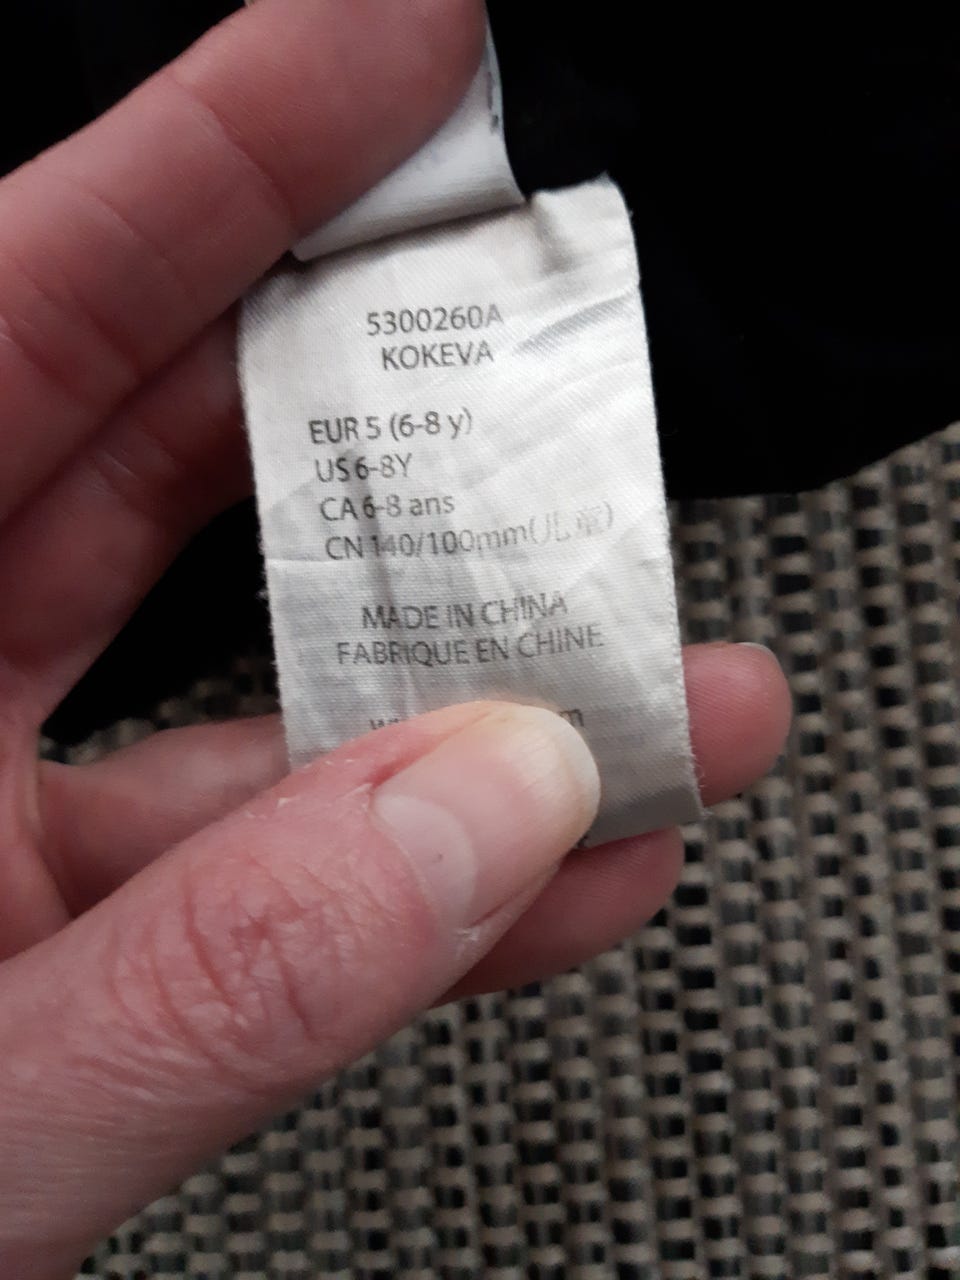 5300260A
KOKEVA
EUR 5 (6-8 y)
US 6-8Y
CA 6-8 ans
CN 140/100mm(儿童)
MADE IN CHINA
FABRIQUE EN CHINE